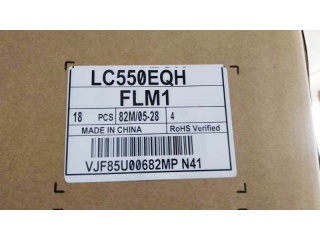 LC550EQH
FLM1
18 PCS 82M/05-28 4
MADE IN CHINA RoHS Verified
VJF85U00682MP N41